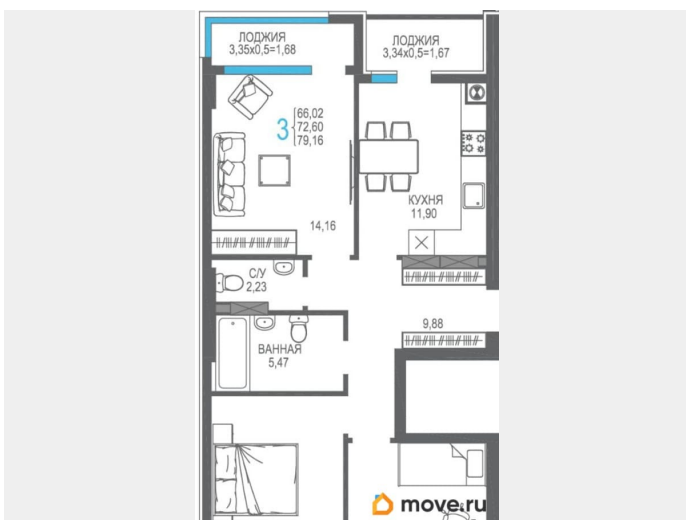 ЛОДЖИЯ
3,35x0,5=1,68
ЛОДЖИЯ
3,34x0,5=1,67
3
66,02
72,60
79,16
КУХНЯ
11,90
14,16
С/У
2,23
9,88
ВАННАЯ
5,47
move.ru